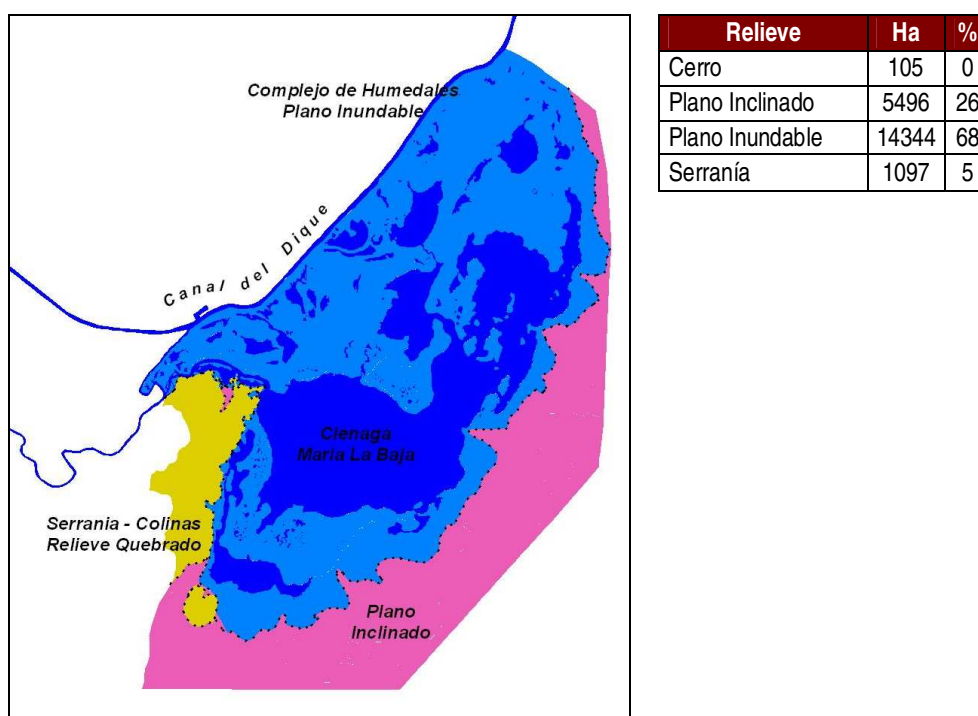 Complejo de Humedales
Plano Inundable
Canal del Dique
Cienaga
Maria La Baja
Serrania - Colinas
Relieve Quebrado
Plano
Inclinado
Relieve Ha %
Cerro 105 0
Plano Inclinado 5496 26
Plano Inundable 14344 68
Serranía 1097 5